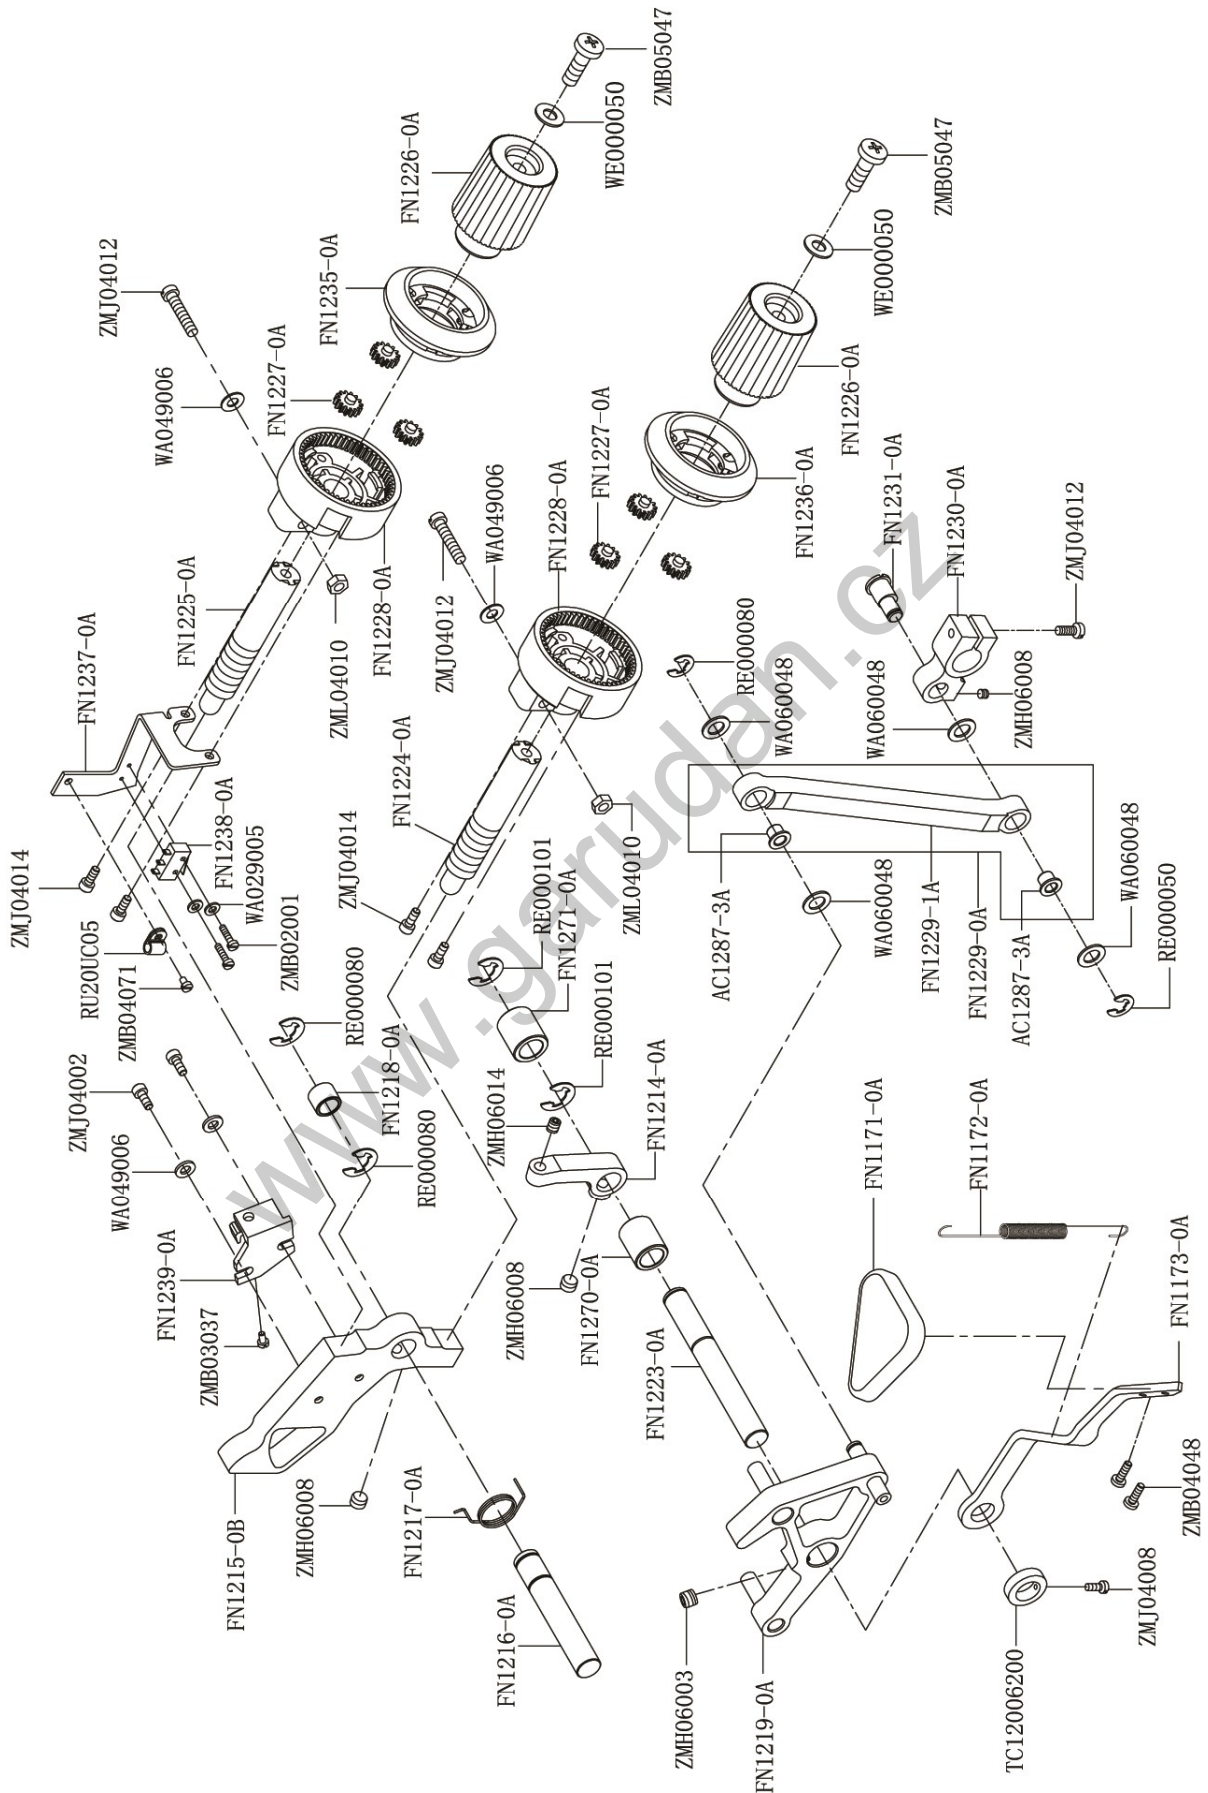 ZMB05047
WE000050
FN1226-0A
ZMB05047
WE000050
FN1226-0A
ZMJ04012
FN1235-0A
FN1227-0A
WA049006
FN1236-0A
FN1227-0A
FN1228-0A
WA049006
FN1231-0A
FN1230-0A
ZMJ04012
FN1225-0A
FN1237-0A
ZML04010
FN1228-0A
ZMJ04012
RE000080
WA060048
WA060048
ZMH06008
FN1224-0A
ZMJ04014
FN1238-0A
WA029005
ZMB02001
ZMJ04014
RE000101
FN1271-0A
ZML04010
AC1287-3A
WA060048
FN1229-1A
FN1229-0A
AC1287-3A
WA060048
RE000050
RU20UC05
ZMB04071
ZMJ04002
WA049006
RE000080
FN1218-0A
RE000080
RE000101
ZMH06014
FN1214-0A
FN1171-0A
FN1172-0A
FN1173-0A
FN1239-0A
ZMB03037
ZMH06008
FN1270-0A
FN1223-0A
FN1215-0B
ZMH06008
FN1217-0A
FN1216-0A
ZMH06003
FN1219-0A
ZMB04048
ZMJ04008
TC12006200
www.garudan.cz